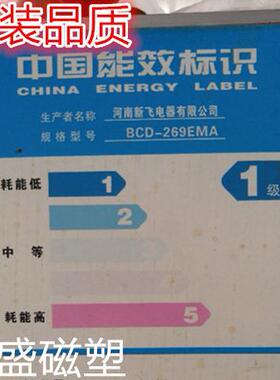 装品质
中国能效标识
CHINA ENERGY LABEL
生产者名称 河南新飞电器有限公司
规格型号 BCD-269EMA
耗能低 1 1级
2
中等
耗能高 5
盛磁塑